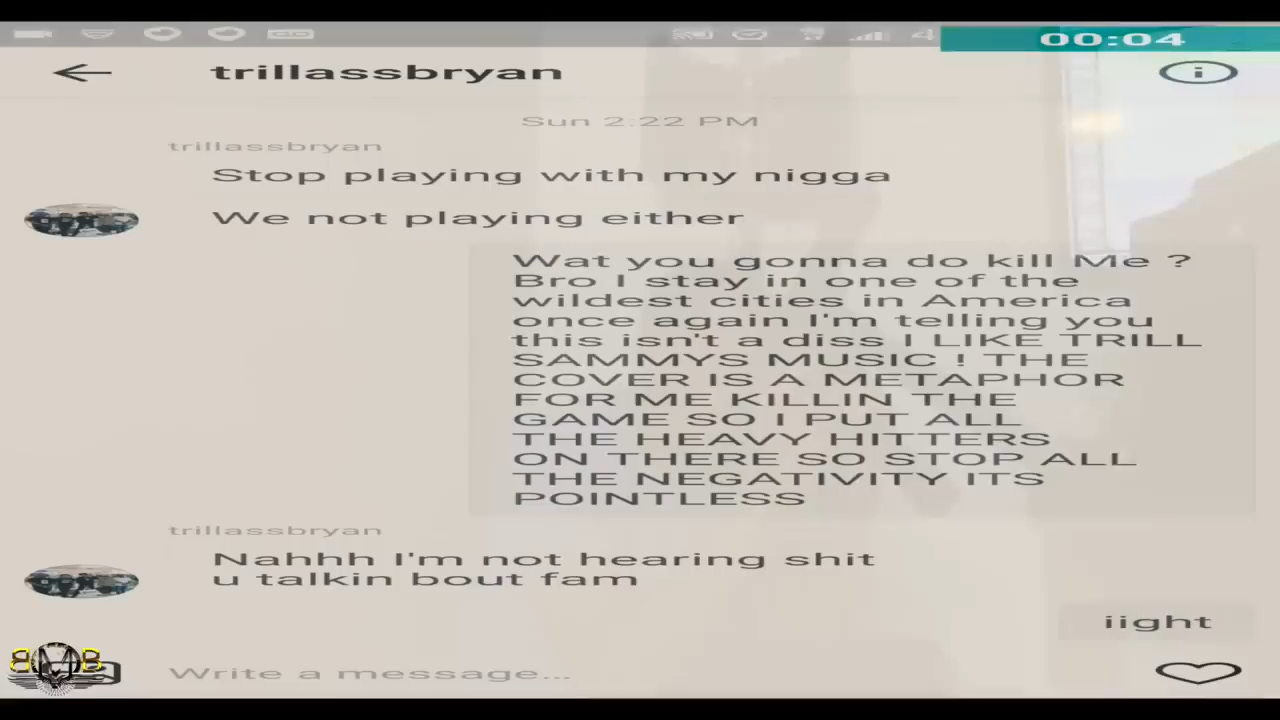 00:04
trillassbryan
Sun 2:22 PM
trillassbryan
Stop playing with my nigga
We not playing either
Wat you gonna do kill Me ?
Bro I stay in one of the
wildest cities in America
once again I'm telling you
this isn't a diss I LIKE TRILL
SAMMYS MUSIC ! THE
COVER IS A METAPHOR
FOR ME KILLIN THE
GAME SO I PUT ALL
THE HEAVY HITTERS
ON THERE SO STOP ALL
THE NEGATIVITY ITS
POINTLESS
trillassbryan
Nahhh I'm not hearing shit
u talkin bout fam
iight
Write a message...